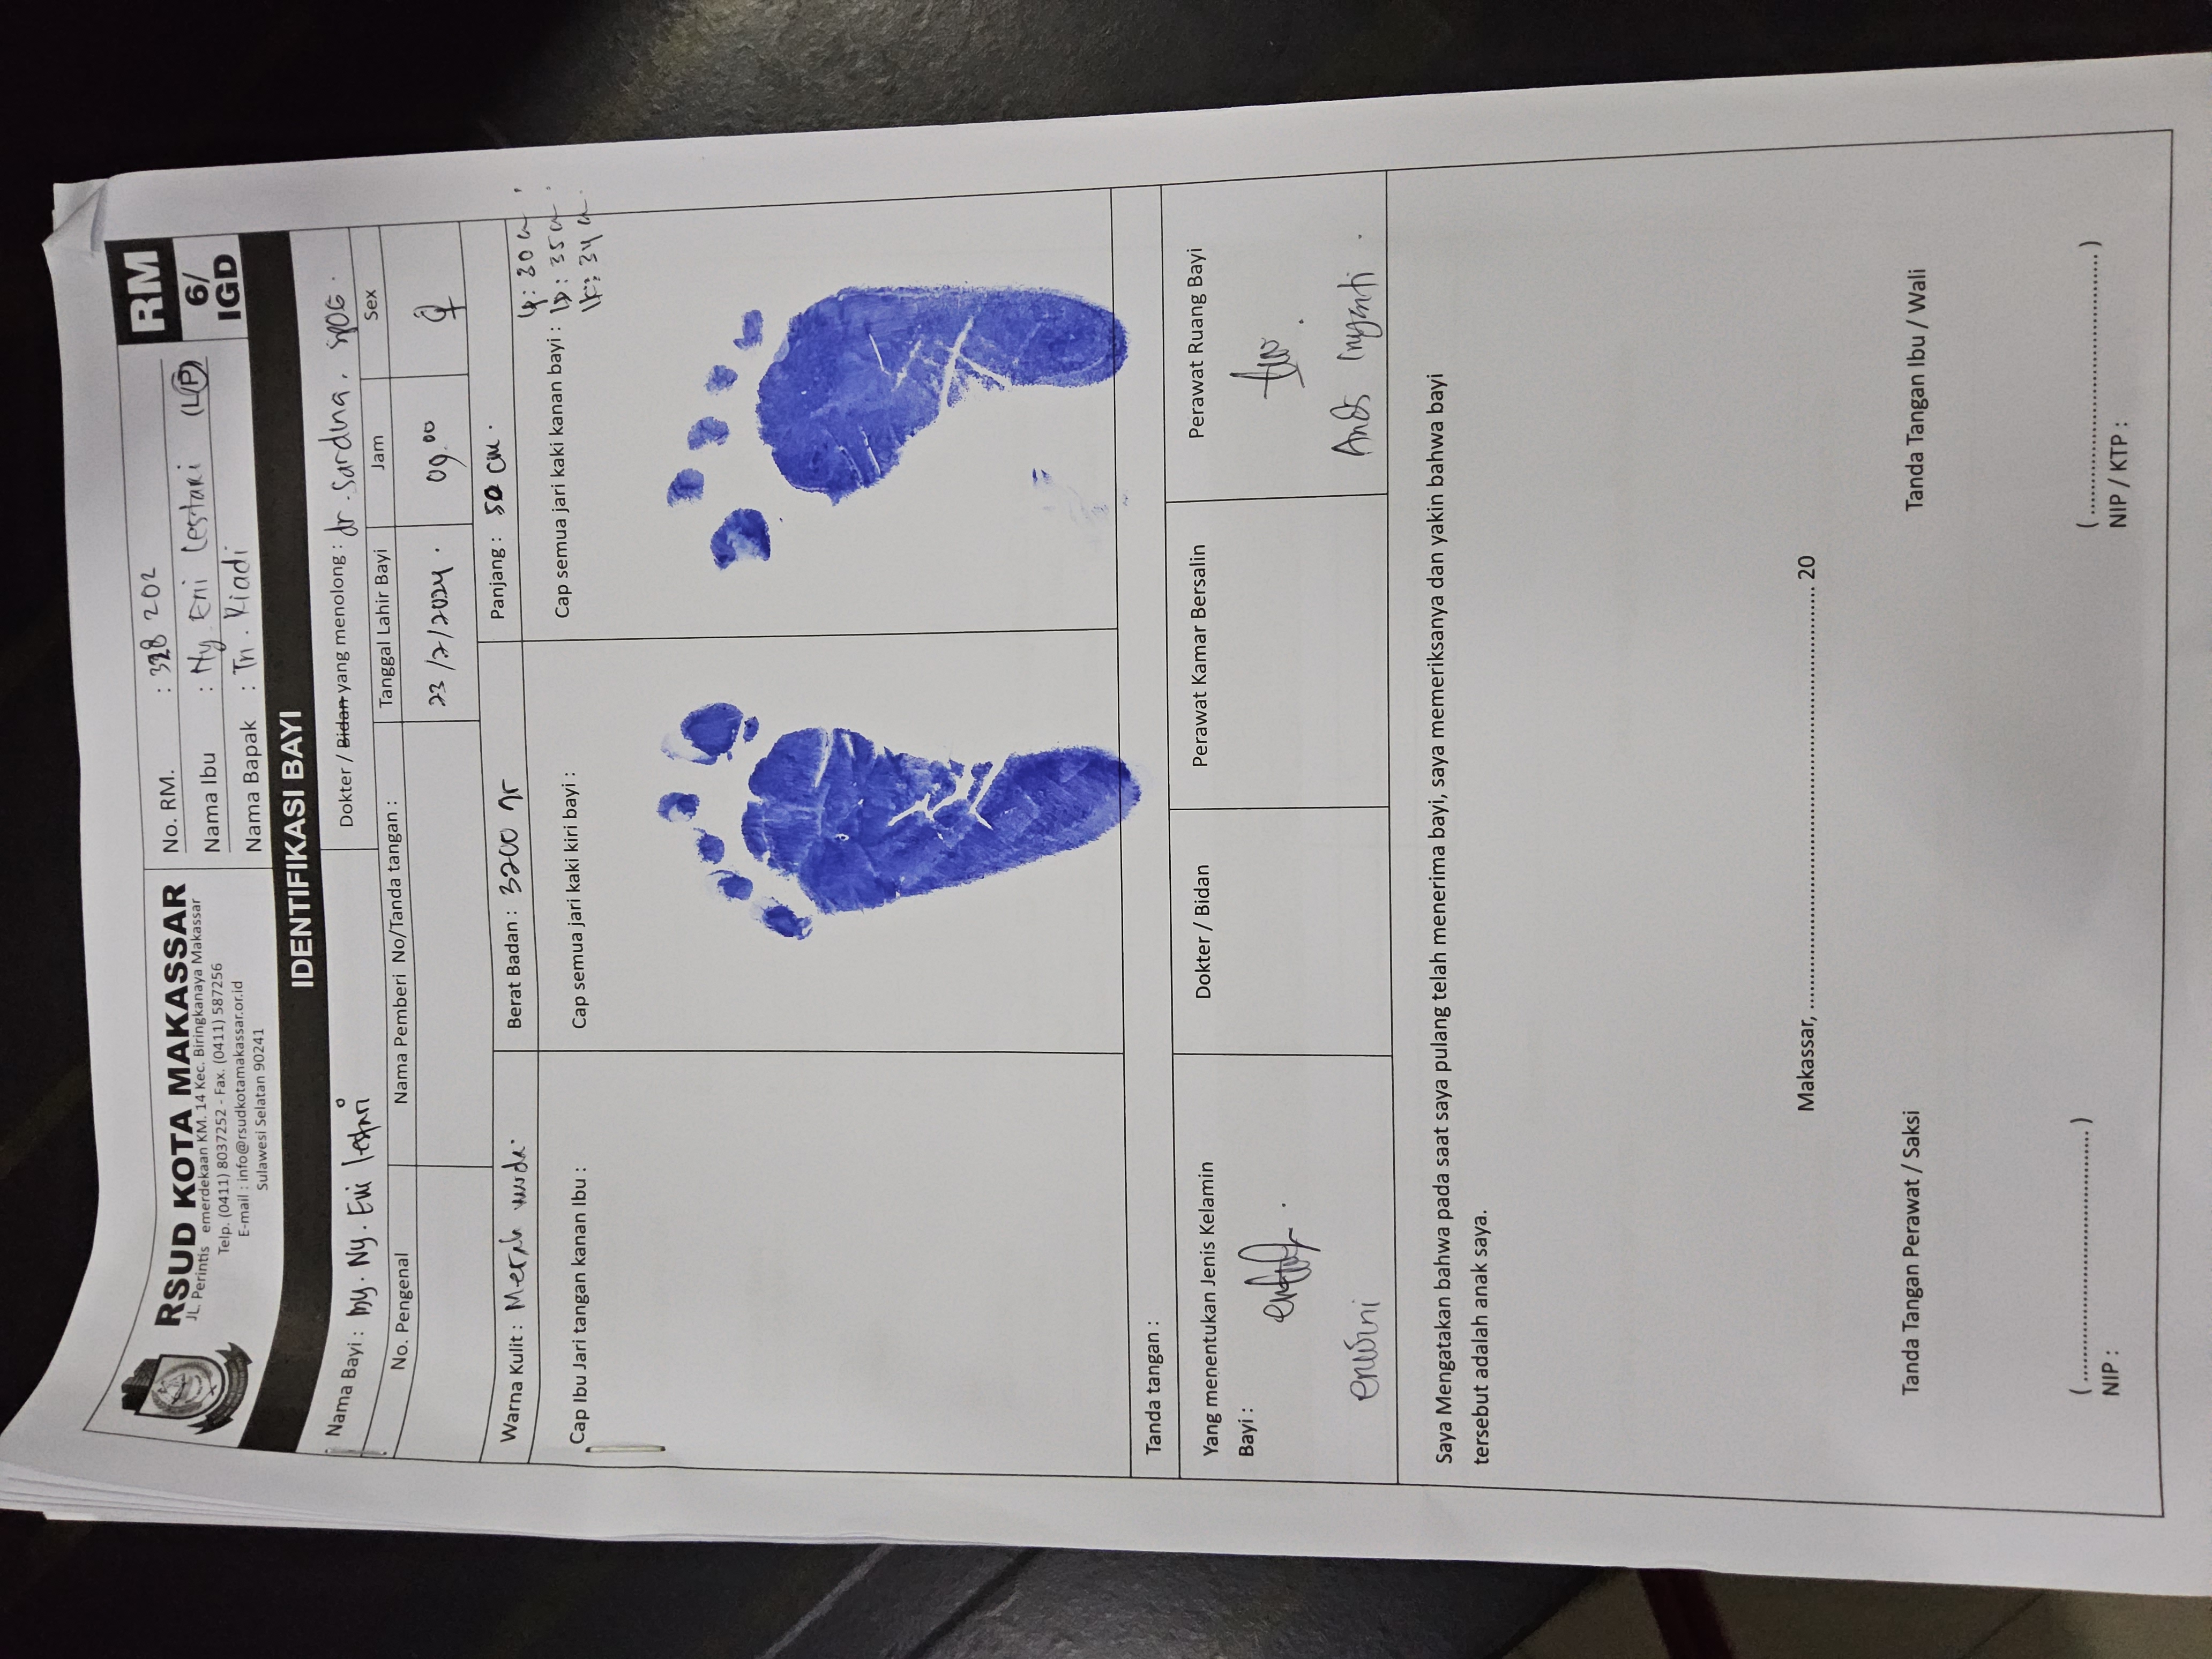 RSUD KOTA MAKASSAR
JL. Perintis emerdekaan KM. 14 Kec. Biringkanaya Makassar
Telp. (0411) 8037252 - Fax. (0411) 587256
E-mail : info@rsudkotamakassar.or.id
Sulawesi Selatan 90241
No. RM. : 328 202
Nama Ibu : Ny. Eni Lestari (L/P)
Nama Bapak : Tn. Riadi
RM
6/
IGD
IDENTIFIKASI BAYI
Nama Bayi : by. Ny. Eni lestari
Dokter / Bidan yang menolong : dr. Sardna, SPOG.
No. Pengenal
Nama Pemberi No/Tanda tangan :
Tanggal Lahir Bayi
Jam
Sex
23/2/2024.
09.00
♀
Warna Kulit : Merah muda.
Berat Badan : 3200 gr
Panjang : 50 cm.
Cap Ibu Jari tangan kanan Ibu :
Cap semua jari kaki kiri bayi :
Cap semua jari kaki kanan bayi :
LP : 30 cm
LD : 35 cm
LK : 34 cm
Tanda tangan :
Yang menentukan Jenis Kelamin
Bayi :
Dokter / Bidan
Perawat Kamar Bersalin
Perawat Ruang Bayi
Saya Mengatakan bahwa pada saat saya pulang telah menerima bayi, saya memeriksanya dan yakin bahwa bayi
tersebut adalah anak saya.
Makassar, .................... 20
Tanda Tangan Perawat / Saksi
Tanda Tangan Ibu / Wali
(....................)
NIP :
(....................)
NIP / KTP :